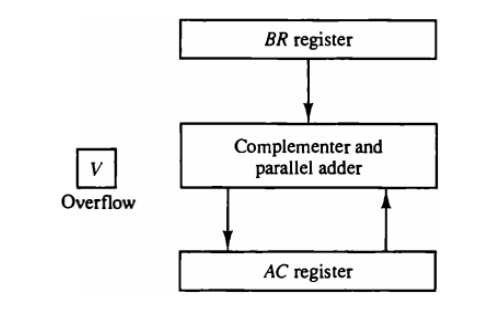 BR register
Complementer and
parallel adder
V
Overflow
AC register